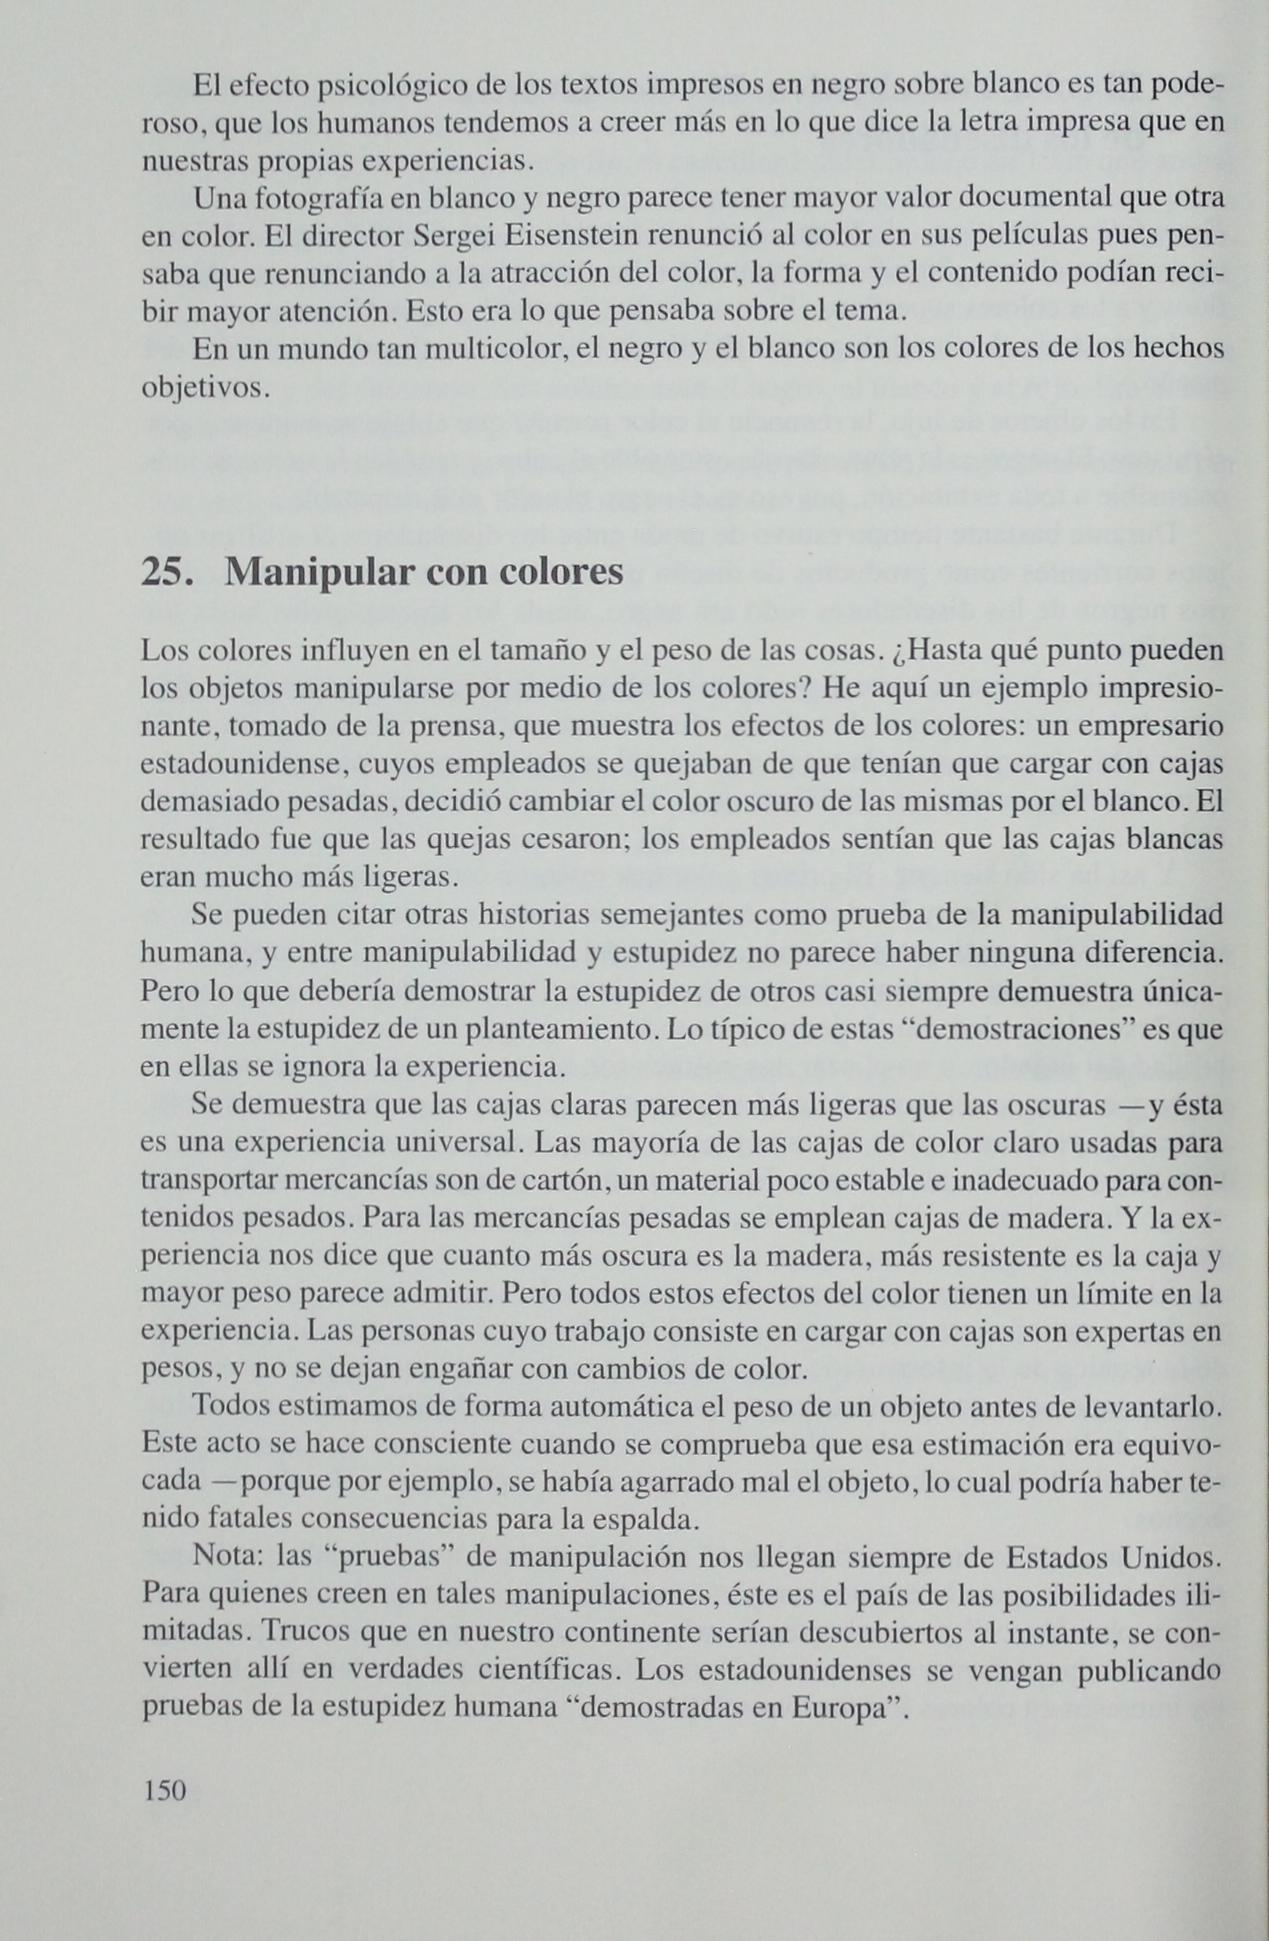 El efecto psicológico de los textos impresos en negro sobre blanco es tan pode-
roso, que los humanos tendemos a creer más en lo que dice la letra impresa que en
nuestras propias experiencias.
Una fotografía en blanco y negro parece tener mayor valor documental que otra
en color. El director Sergei Eisenstein renunció al color en sus películas pues pen-
saba que renunciando a la atracción del color, la forma y el contenido podían reci-
bir mayor atención. Esto era lo que pensaba sobre el tema.
En un mundo tan multicolor, el negro y el blanco son los colores de los hechos
objetivos.
25. Manipular con colores
Los colores influyen en el tamaño y el peso de las cosas. ¿Hasta qué punto pueden
los objetos manipularse por medio de los colores? He aquí un ejemplo impresio-
nante, tomado de la prensa, que muestra los efectos de los colores: un empresario
estadounidense, cuyos empleados se quejaban de que tenían que cargar con cajas
demasiado pesadas, decidió cambiar el color oscuro de las mismas por el blanco. El
resultado fue que las quejas cesaron; los empleados sentían que las cajas blancas
eran mucho más ligeras.
Se pueden citar otras historias semejantes como prueba de la manipulabilidad
humana, y entre manipulabilidad y estupidez no parece haber ninguna diferencia.
Pero lo que debería demostrar la estupidez de otros casi siempre demuestra única-
mente la estupidez de un planteamiento. Lo típico de estas “demostraciones” es que
en ellas se ignora la experiencia.
Se demuestra que las cajas claras parecen más ligeras que las oscuras —y ésta
es una experiencia universal. Las mayoría de las cajas de color claro usadas para
transportar mercancías son de cartón, un material poco estable e inadecuado para con-
tenidos pesados. Para las mercancías pesadas se emplean cajas de madera. Y la ex-
periencia nos dice que cuanto más oscura es la madera, más resistente es la caja y
mayor peso parece admitir. Pero todos estos efectos del color tienen un límite en la
experiencia. Las personas cuyo trabajo consiste en cargar con cajas son expertas en
pesos, y no se dejan engañar con cambios de color.
Todos estimamos de forma automática el peso de un objeto antes de levantarlo.
Este acto se hace consciente cuando se comprueba que esa estimación era equivo-
cada —porque por ejemplo, se había agarrado mal el objeto, lo cual podría haber te-
nido fatales consecuencias para la espalda.
Nota: las “pruebas” de manipulación nos llegan siempre de Estados Unidos.
Para quienes creen en tales manipulaciones, éste es el país de las posibilidades ili-
mitadas. Trucos que en nuestro continente serían descubiertos al instante, se con-
vierten allí en verdades científicas. Los estadounidenses se vengan publicando
pruebas de la estupidez humana “demostradas en Europa”.
150